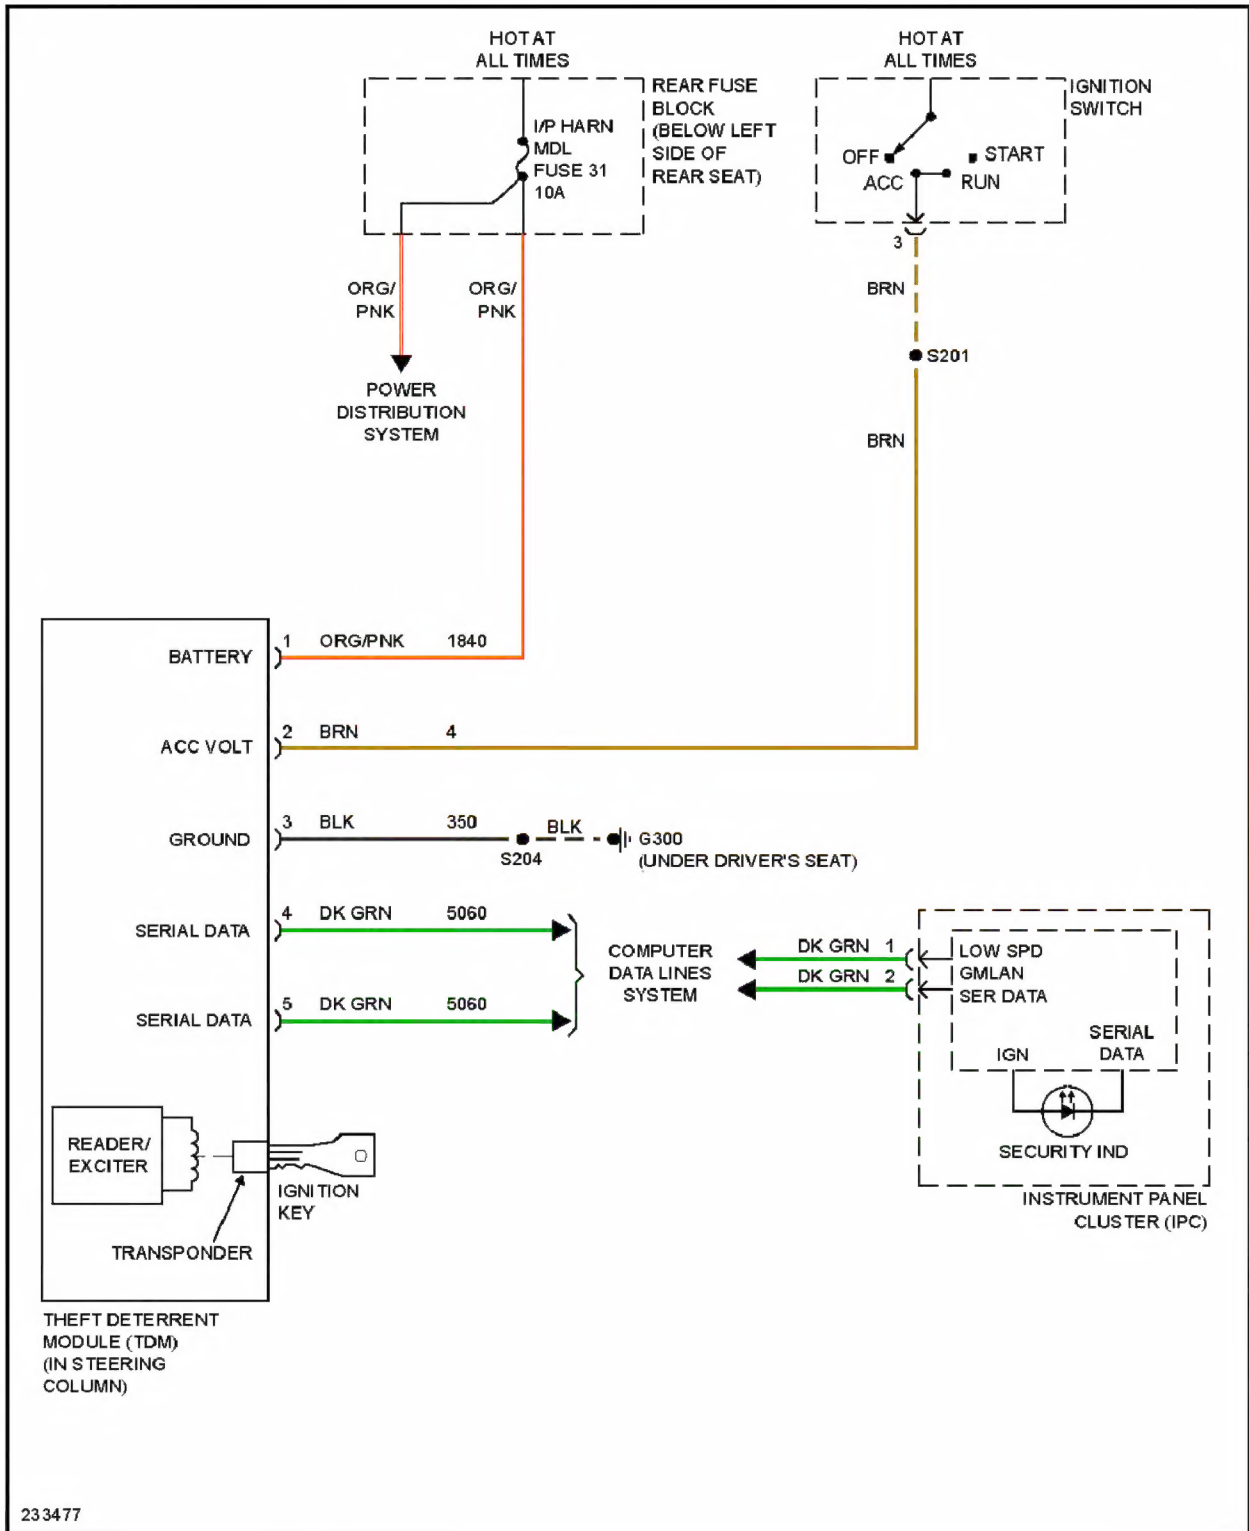 HOT AT
ALL TIMES
HOT AT
ALL TIMES
REAR FUSE
BLOCK
(BELOW LEFT
SIDE OF
REAR SEAT)
I/P HARN
MDL
FUSE 31
10A
IGNITION
SWITCH
OFF
START
ACC
RUN
3
ORG/
PNK
ORG/
PNK
BRN
S201
POWER
DISTRIBUTION
SYSTEM
BRN
BATTERY
1 ORG/PNK 1840
ACC VOLT
2 BRN 4
GROUND
3 BLK 350
S204
BLK
G300
(UNDER DRIVER'S SEAT)
SERIAL DATA
4 DK GRN 5060
SERIAL DATA
5 DK GRN 5060
COMPUTER
DATA LINES
SYSTEM
DK GRN 1
DK GRN 2
LOW SPD
GMLAN
SER DATA
IGN
SERIAL
DATA
SECURITY IND
INSTRUMENT PANEL
CLUSTER (IPC)
READER/
EXCITER
IGNITION
KEY
TRANSPONDER
THEFT DETERRENT
MODULE (TDM)
(IN STEERING
COLUMN)
233477